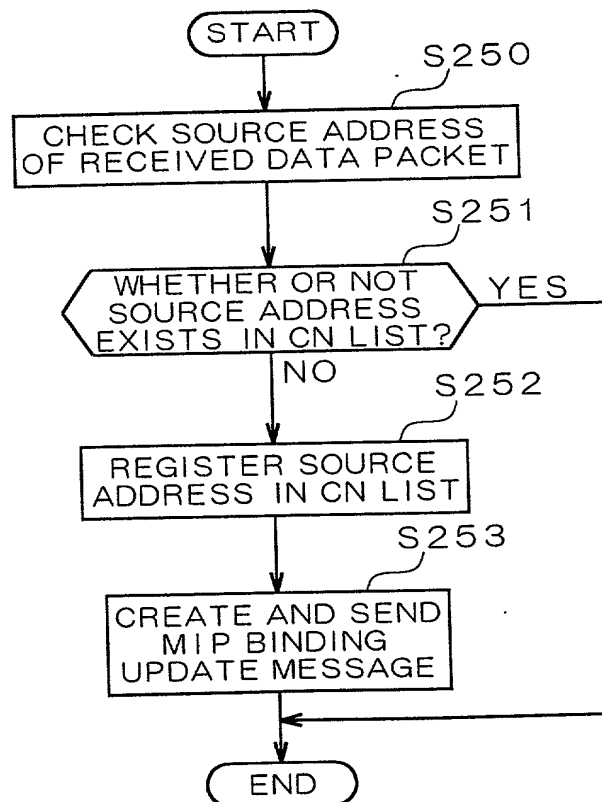 START
S250
CHECK SOURCE ADDRESS
OF RECEIVED DATA PACKET
S251
WHETHER OR NOT
SOURCE ADDRESS
EXISTS IN CN LIST?
YES
NO
S252
REGISTER SOURCE
ADDRESS IN CN LIST
S253
CREATE AND SEND
MIP BINDING
UPDATE MESSAGE
END